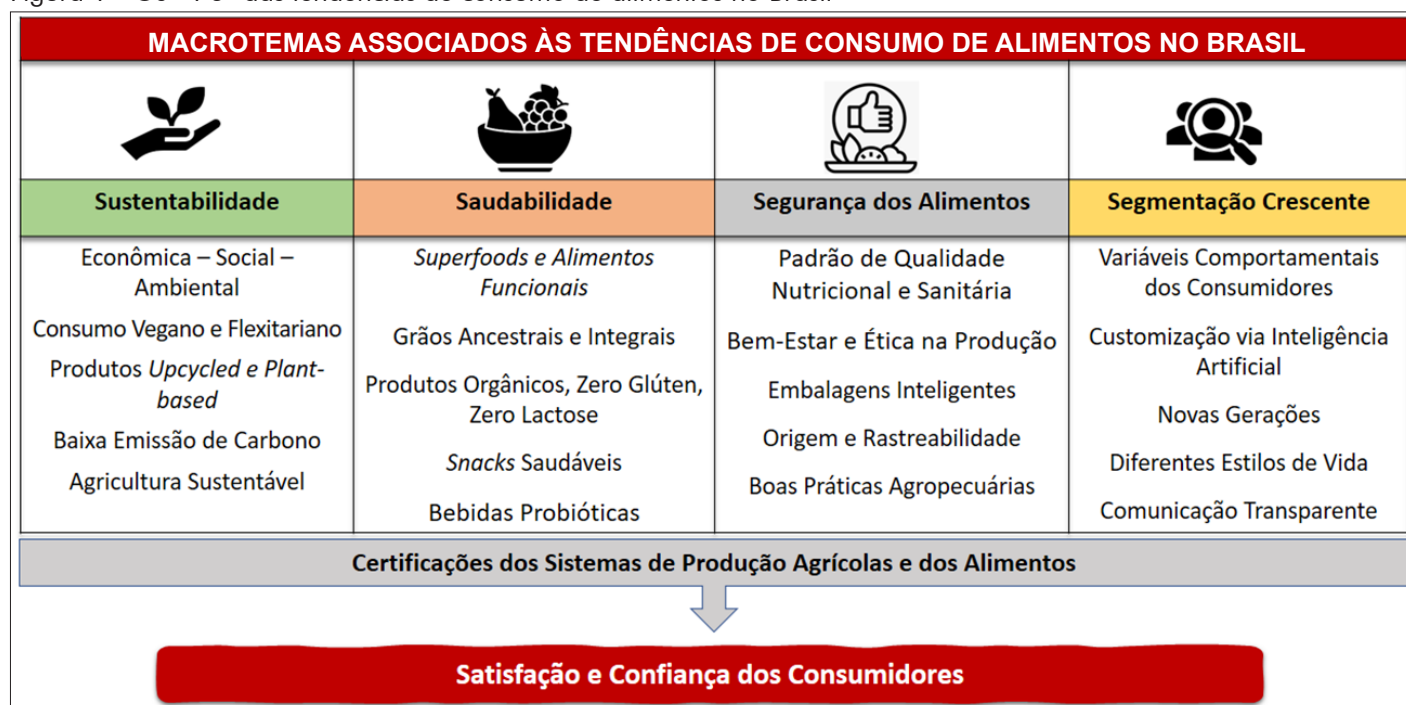 MACROTEMAS ASSOCIADOS ÀS TENDÊNCIAS DE CONSUMO DE ALIMENTOS NO BRASIL
Sustentabilidade
Econômica – Social –
Ambiental
Consumo Vegano e Flexitariano
Produtos Upcycled e Plant-
based
Baixa Emissão de Carbono
Agricultura Sustentável
Saudabilidade
Superfoods e Alimentos
Funcionais
Grãos Ancestrais e Integrais
Produtos Orgânicos, Zero Glúten,
Zero Lactose
Snacks Saudáveis
Bebidas Probióticas
Segurança dos Alimentos
Padrão de Qualidade
Nutricional e Sanitária
Bem-Estar e Ética na Produção
Embalagens Inteligentes
Origem e Rastreabilidade
Boas Práticas Agropecuárias
Segmentação Crescente
Variáveis Comportamentais
dos Consumidores
Customização via Inteligência
Artificial
Novas Gerações
Diferentes Estilos de Vida
Comunicação Transparente
Certificações dos Sistemas de Produção Agrícolas e dos Alimentos
Satisfação e Confiança dos Consumidores